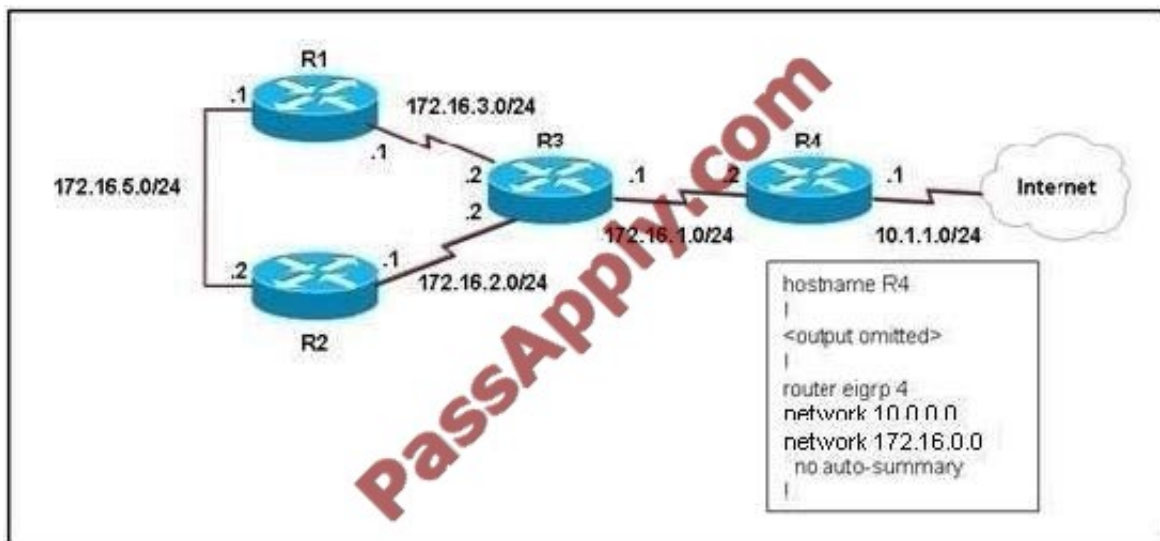 R1
.1
172.16.3.0/24
.1
R3
R4
172.16.5.0/24
.2
.1
.2
.1
Internet
.2
172.16.1.0/24
10.1.1.0/24
.2
.1
172.16.2.0/24
R2
hostname R4
!
<output omitted>
!
router eigrp 4
network 10.0.0.0
network 172.16.0.0
no auto-summary
!
PassApply.com